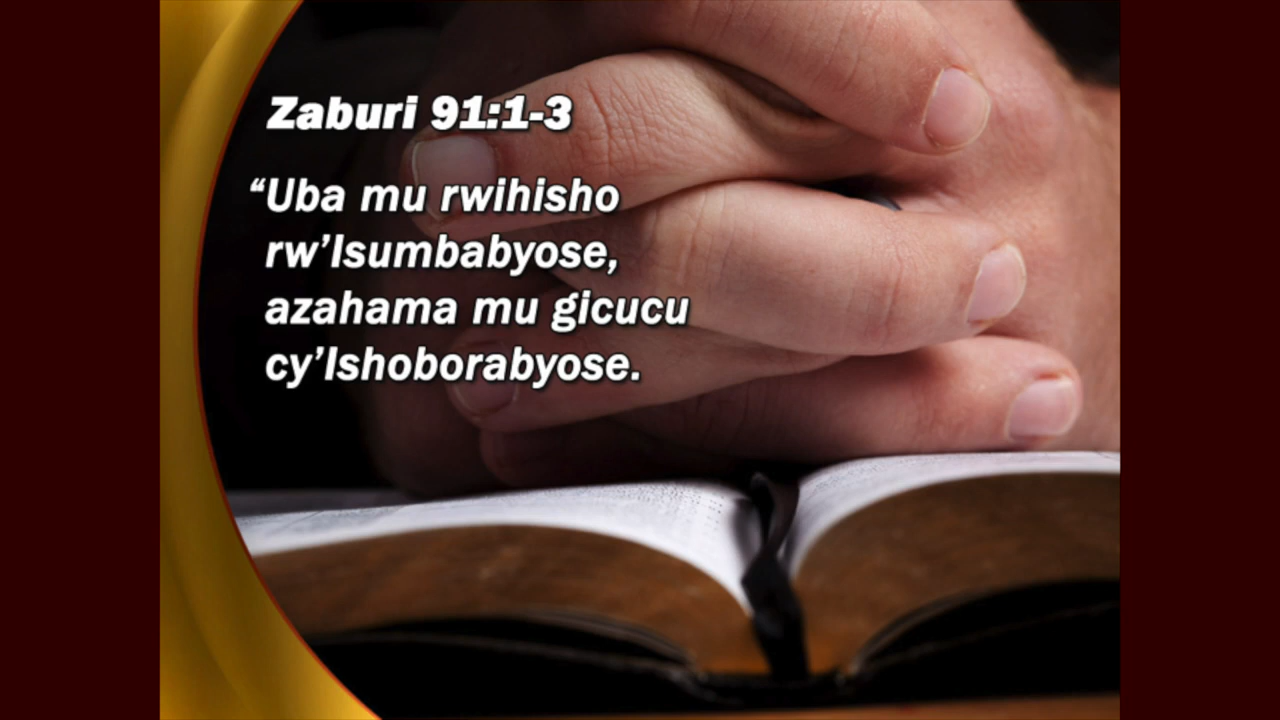 Zaburi 91:1-3
“Uba mu rwihisho
rw’Isumbabyose,
azahama mu gicucu
cy’Ishoborabyose.